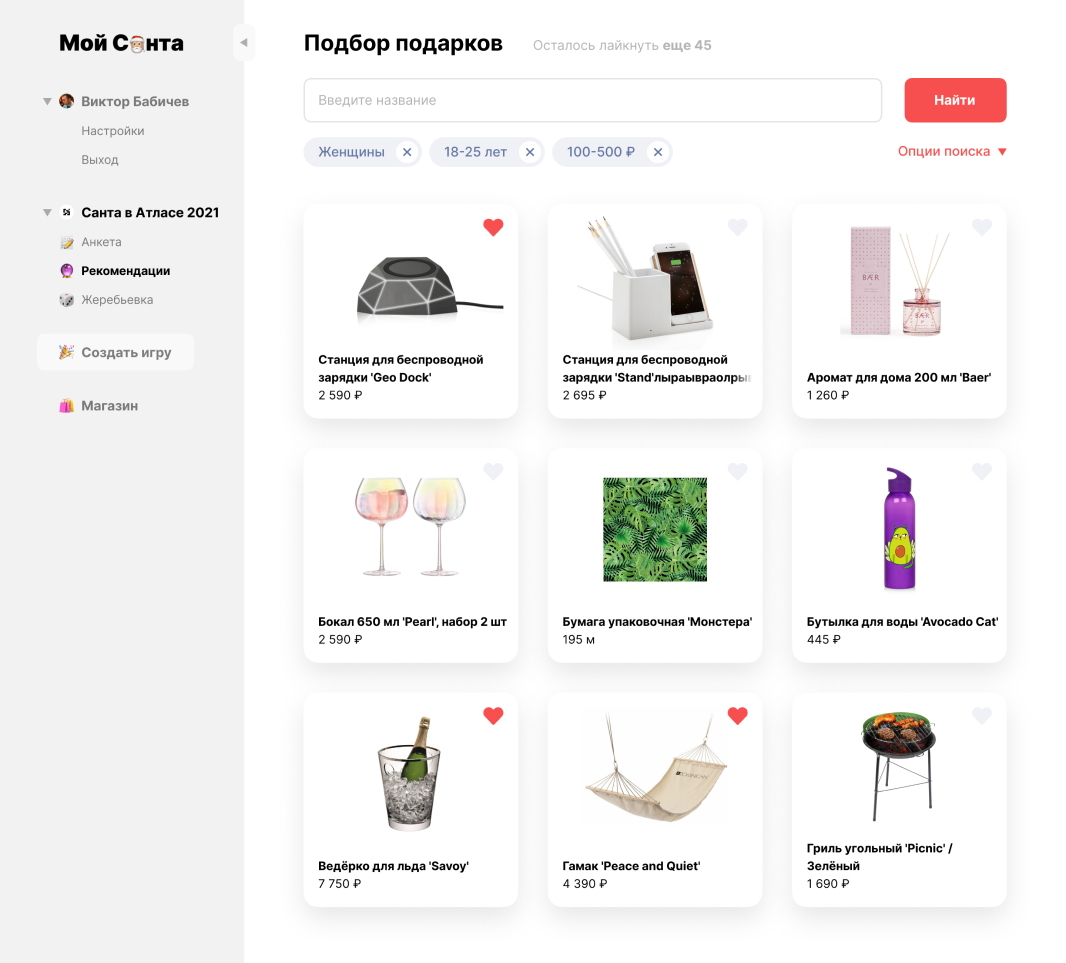 Мой Санта
Виктор Бабичев
Настройки
Выход
Санта в Атласе 2021
Анкета
Рекомендации
Жеребьевка
Создать игру
Магазин
Подбор подарков
Осталось лайкнуть еще 45
Введите название
Найти
Женщины
18-25 лет
100-500 ₽
Опции поиска
Станция для беспроводной
зарядки 'Geo Dock'
2 590 ₽
Станция для беспроводной
зарядки 'Stand'лыраывраолры
2 695 ₽
BÆR
BÆR
Аромат для дома 200 мл 'Baer'
1 260 ₽
Бокал 650 мл 'Pearl', набор 2 шт
2 590 ₽
Бумага упаковочная 'Монстера'
195 м
Бутылка для воды 'Avocado Cat'
445 ₽
Ведёрко для льда 'Savoy'
7 750 ₽
Гамак 'Peace and Quiet'
4 390 ₽
Гриль угольный 'Picnic' /
Зелёный
1 690 ₽